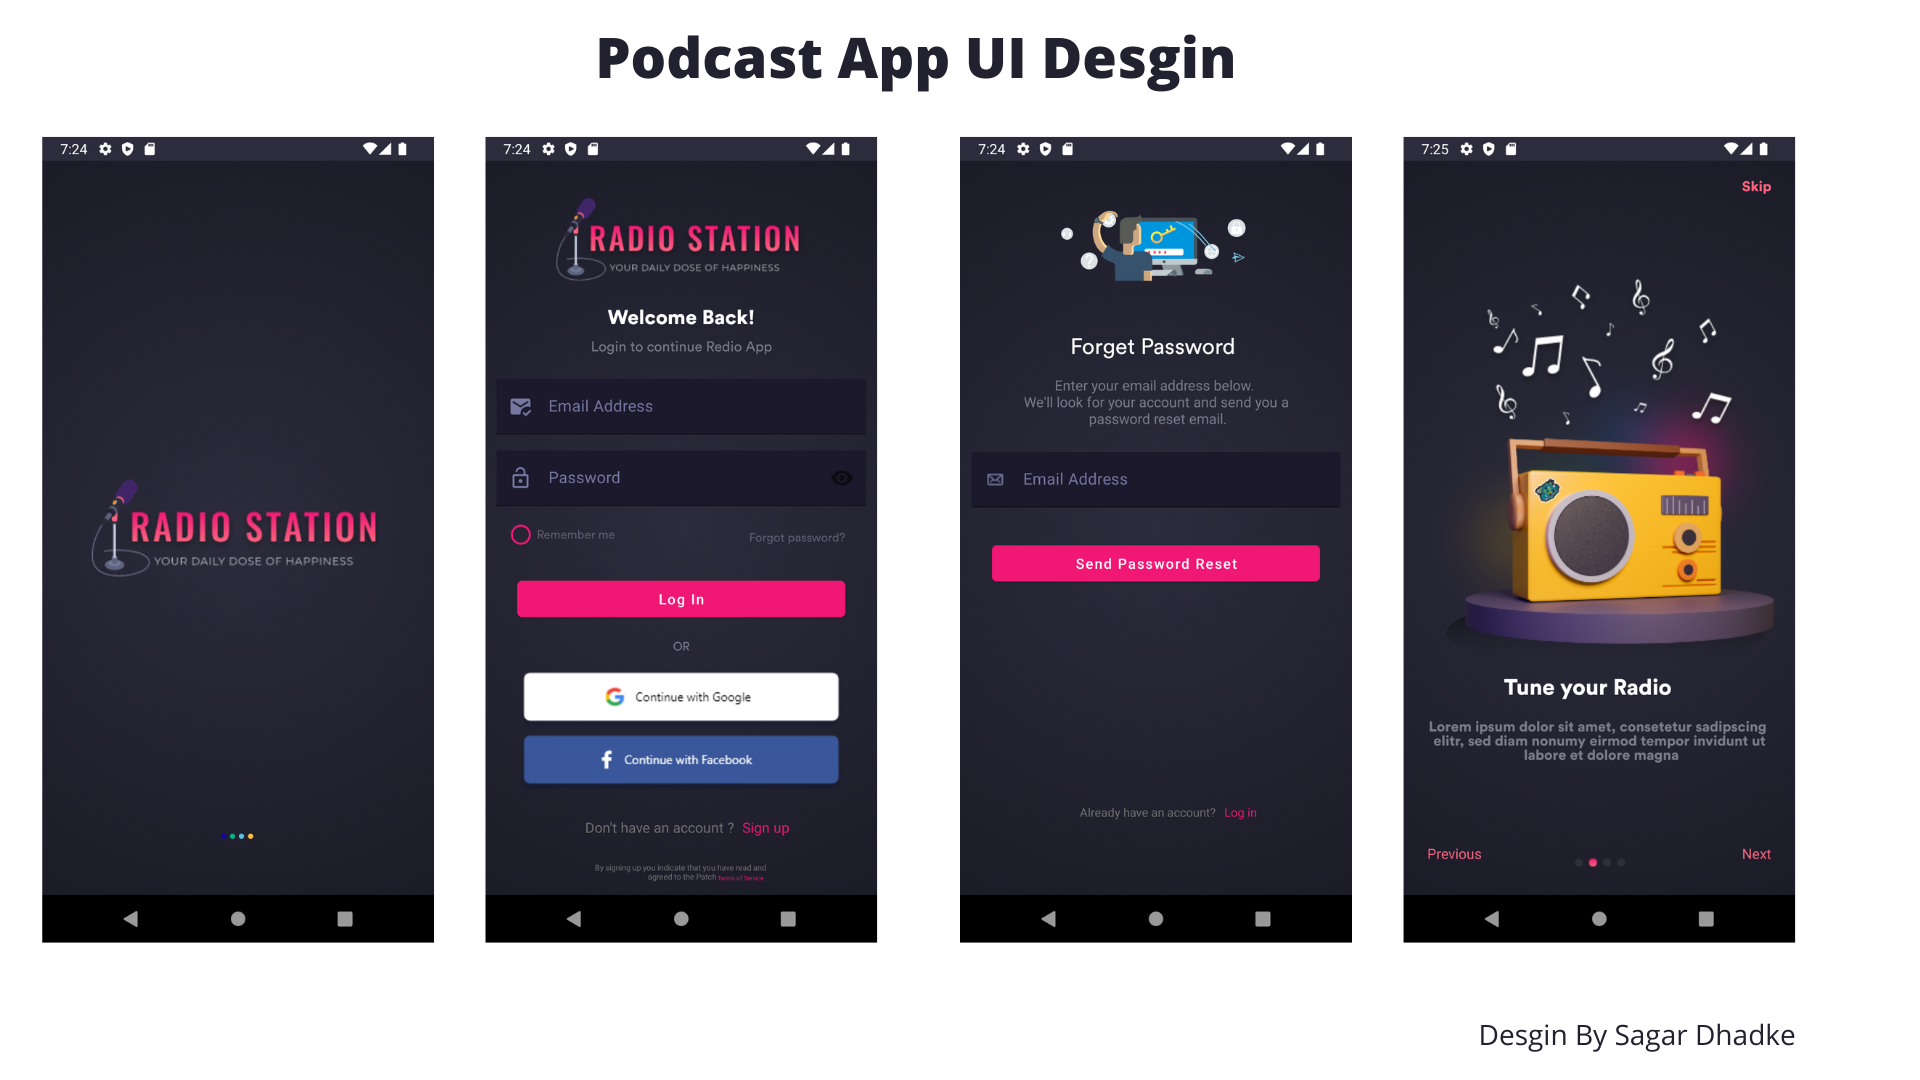 Podcast App UI Desgin
7:24
RADIO STATION
YOUR DAILY DOSE OF HAPPINESS
7:24
RADIO STATION
YOUR DAILY DOSE OF HAPPINESS
Welcome Back!
Login to continue Redio App
Email Address
Password
Remember me
Forgot password?
Log In
OR
Continue with Google
Continue with Facebook
Don't have an account ? Sign up
By signing up you indicate that you have read and
agreed to the Patch Terms of Service
7:24
Forget Password
Enter your email address below.
We'll look for your account and send you a
password reset email.
Email Address
Send Password Reset
Already have an account? Log in
7:25
Skip
Tune your Radio
Lorem ipsum dolor sit amet, consetetur sadipscing
elitr, sed diam nonumy eirmod tempor invidunt ut
labore et dolore magna
Previous
Next
Desgin By Sagar Dhadke